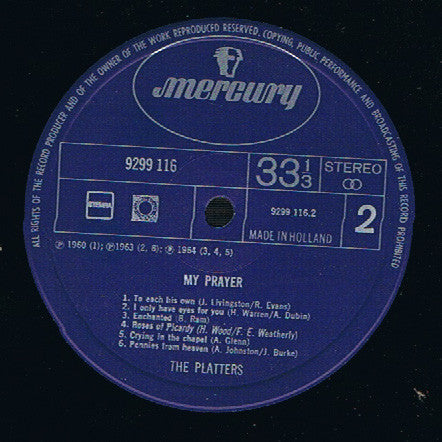 ALL RIGHTS OF THE RECORD PRODUCER AND OF THE OWNER OF THE WORK REPRODUCED RESERVED. COPYING, PUBLIC PERFORMANCE AND BROADCASTING OF THIS RECORD PROHIBITED
mercury
9299 116
33 1/3
STEREO
STEMRA
9299 116.2
2
MADE IN HOLLAND
℗ 1960 (1); ℗1963 (2, 6); ℗ 1964 (3, 4, 5)
MY PRAYER
1. To each his own (J. Livingston/R. Evans)
2. I only have eyes for you (H. Warren/A. Dubin)
3. Enchanted (B. Ram)
4. Roses of Picardy (H. Wood/F. E. Weatherly)
5. Crying in the chapel (A. Glenn)
6. Pennies from heaven (A. Johnston/J. Burke)
THE PLATTERS